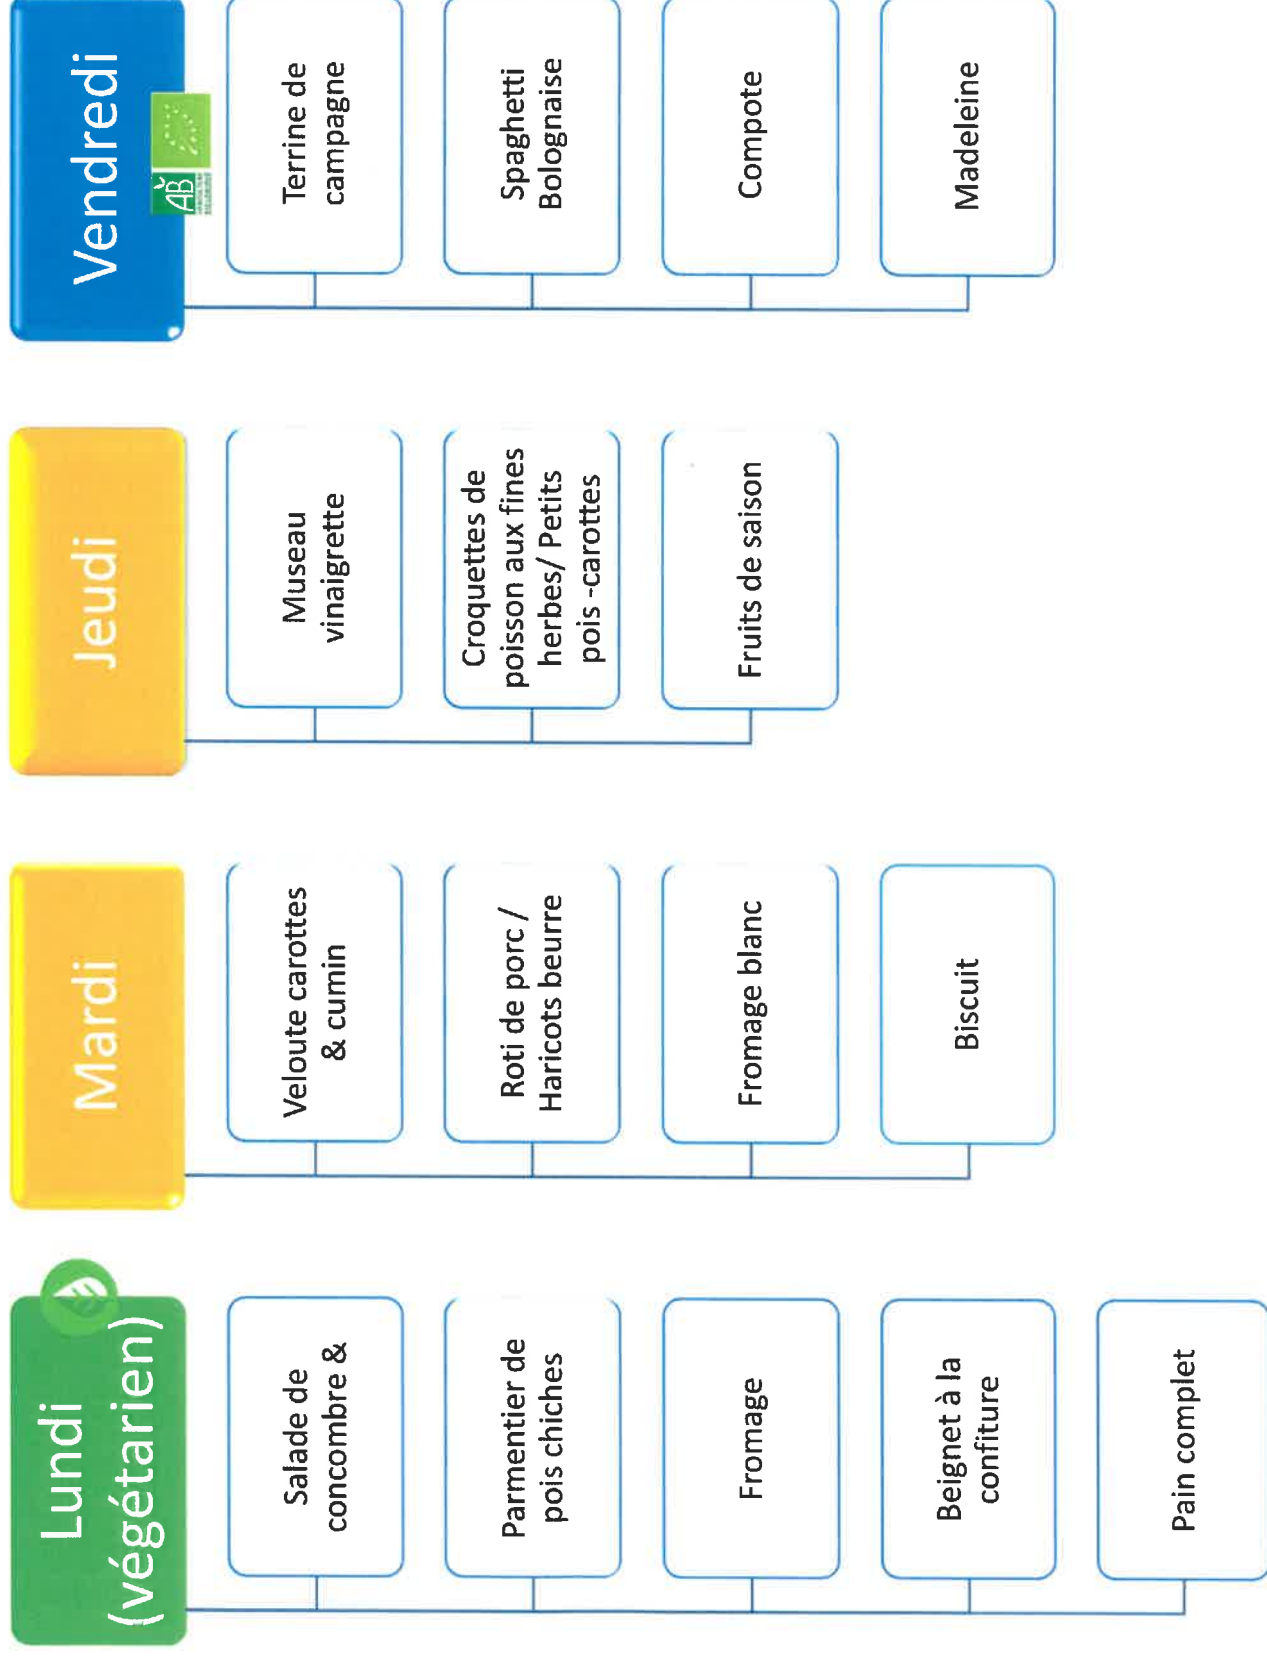 Lundi
(végétarien)
Salade de
concombre &
Parmentier de
pois chiches
Fromage
Beignet à la
confiture
Pain complet
Mardi
Veloute carottes
& cumin
Roti de porc /
Haricots beurre
Fromage blanc
Biscuit
Jeudi
Museau
vinaigrette
Croquettes de
poisson aux fines
herbes/ Petits
pois -carottes
Fruits de saison
Vendredi
AB
Terrine de
campagne
Spaghetti
Bolognaise
Compote
Madeleine